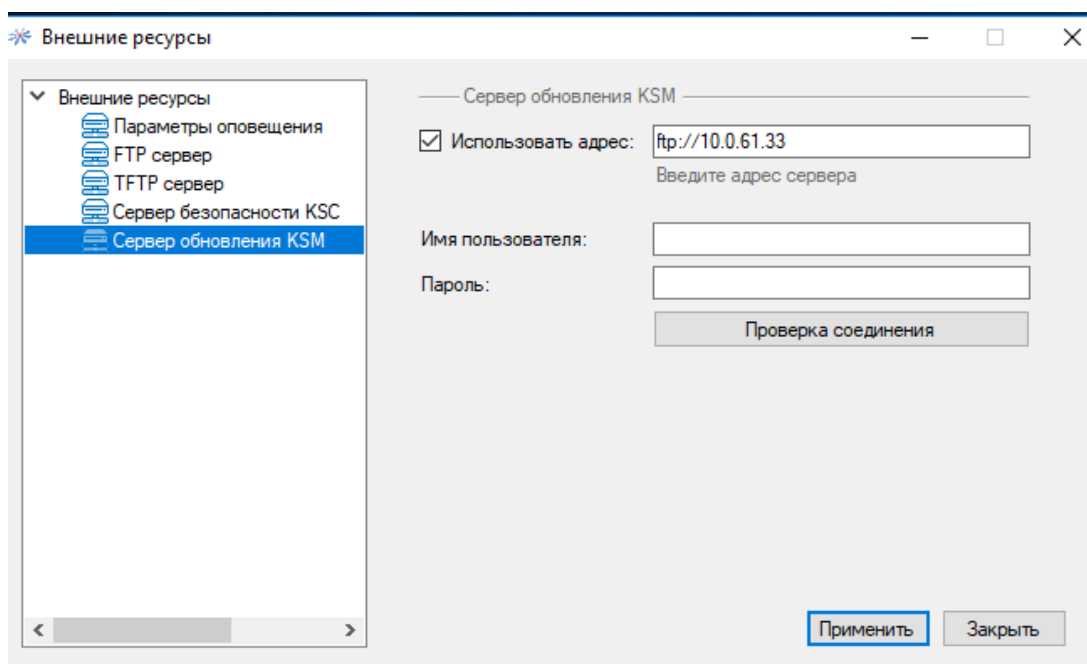 Внешние ресурсы
Внешние ресурсы
Параметры оповещения
FTP сервер
TFTP сервер
Сервер безопасности KSC
Сервер обновления KSM
Сервер обновления KSM
Использовать адрес: ftp://10.0.61.33
Введите адрес сервера
Имя пользователя:
Пароль:
Проверка соединения
Применить Закрыть